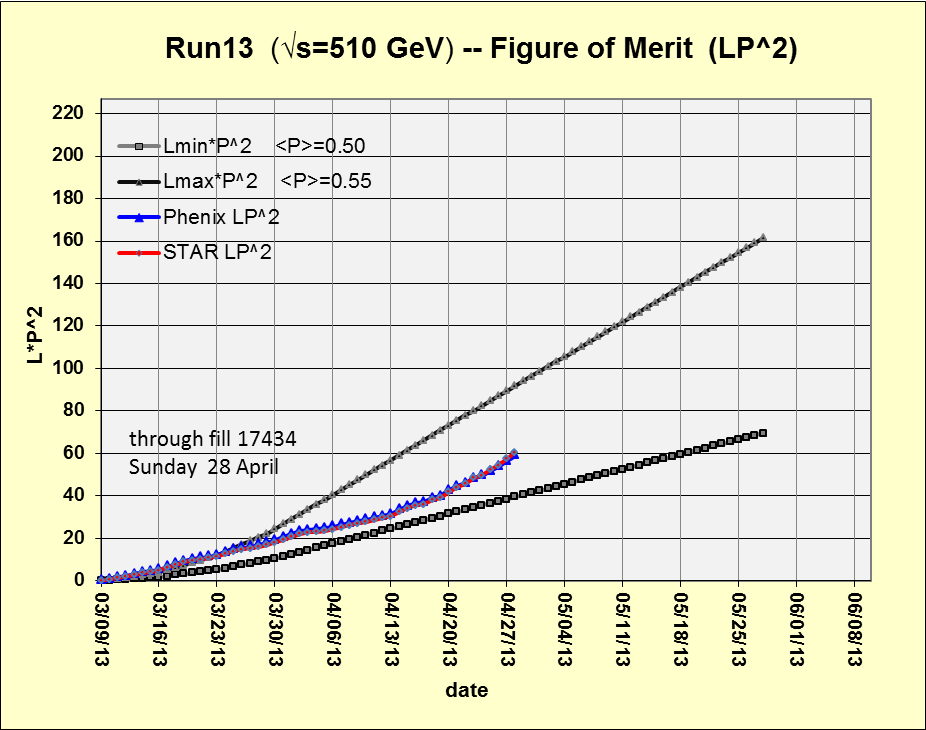 Run13 (√s=510 GeV) -- Figure of Merit (LP^2)
220
200
180
160
140
120
100
80
60
40
20
0
L*P^2
Lmin*P^2 <P>=0.50
Lmax*P^2 <P>=0.55
Phenix LP^2
STAR LP^2
through fill 17434
Sunday 28 April
03/09/13
03/16/13
03/23/13
03/30/13
04/06/13
04/13/13
04/20/13
04/27/13
05/04/13
05/11/13
05/18/13
05/25/13
06/01/13
06/08/13
date